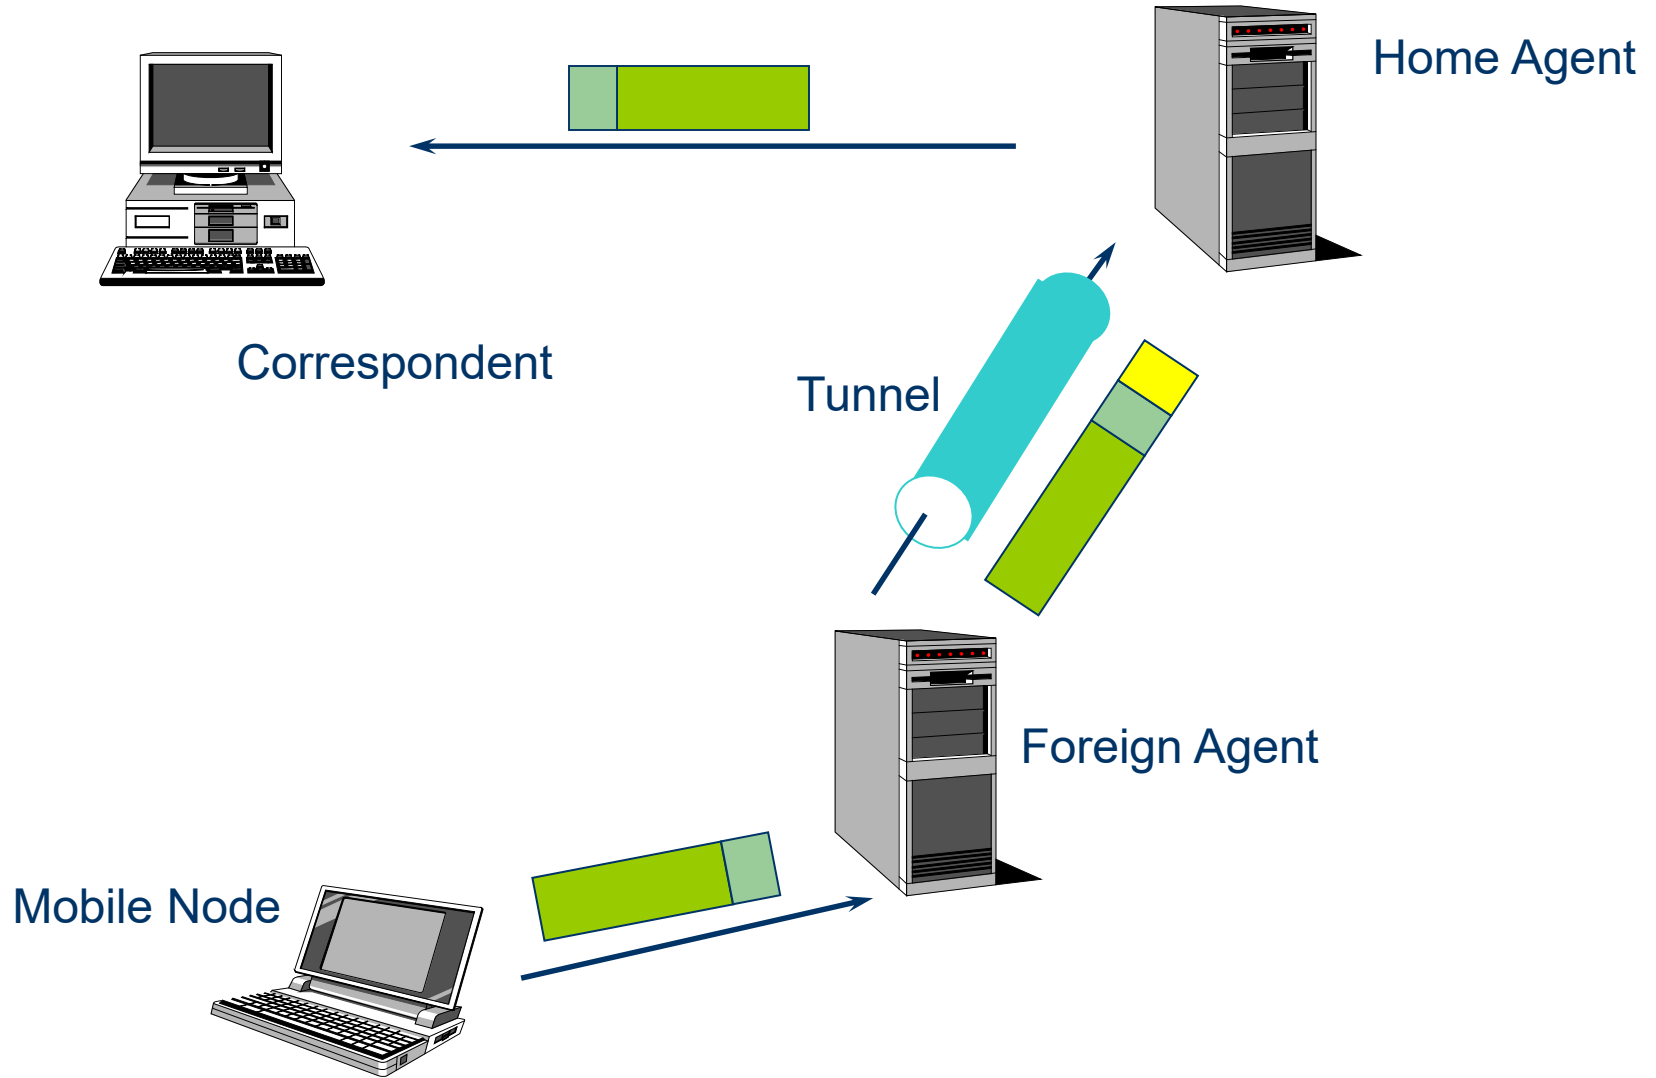 Home Agent
Correspondent
Tunnel
Foreign Agent
Mobile Node